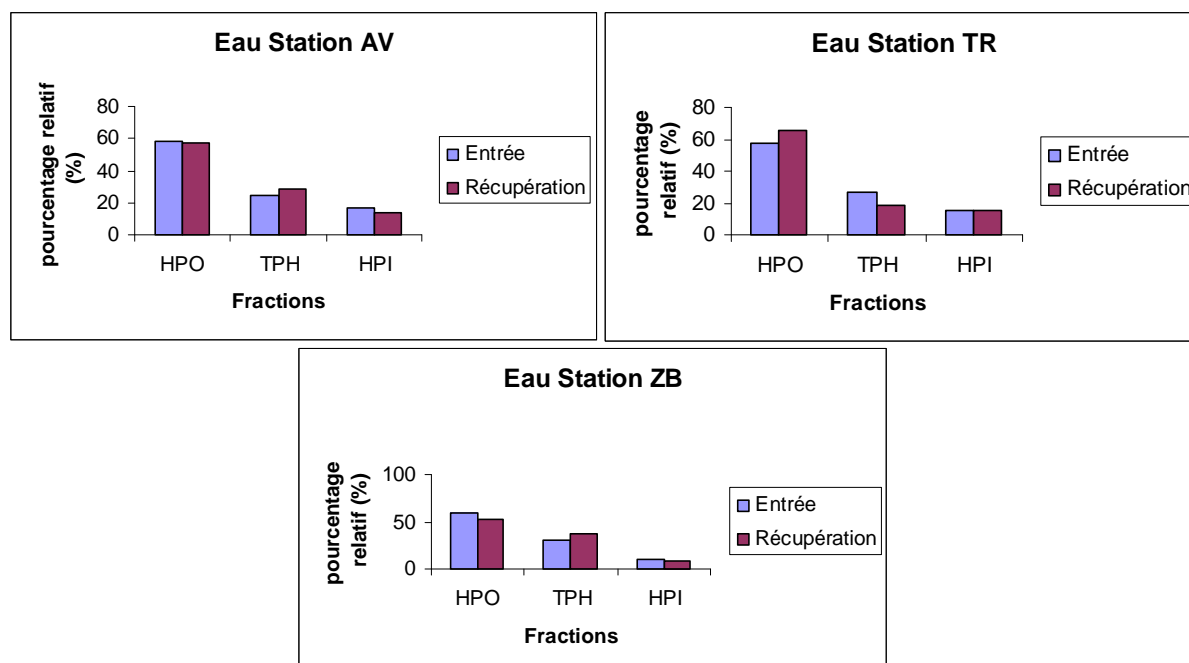 Eau Station AV
pourcentage relatif
(%)
80
60
40
20
0
HPO TPH HPI
Fractions
Entrée
Récupération
Eau Station TR
pourcentage
relatif (%)
80
60
40
20
0
HPO TPH HPI
Fractions
Entrée
Récupération
Eau Station ZB
pourcentage
relatif (%)
100
50
0
HPO TPH HPI
Fractions
Entrée
Récupération